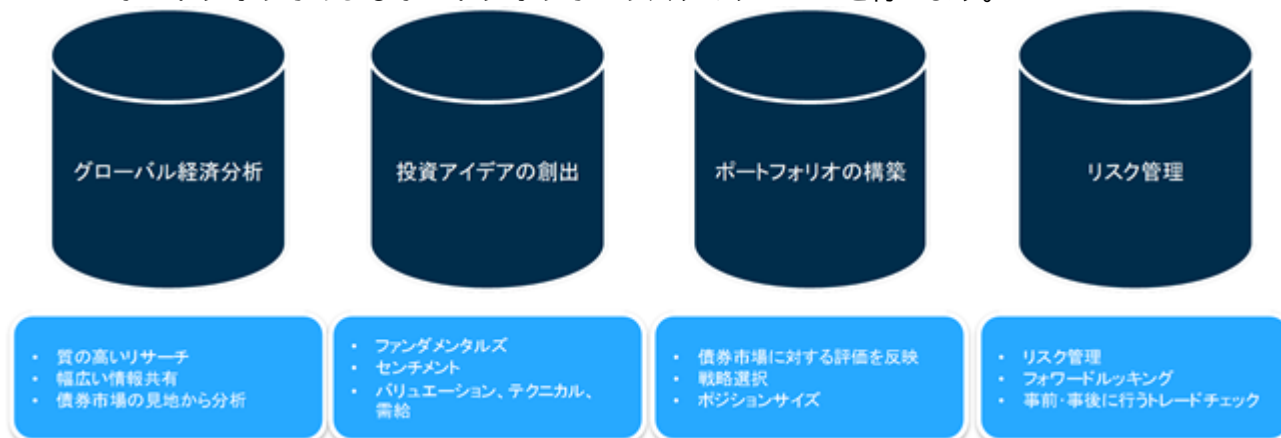 グローバル経済分析
投資アイデアの創出
ポートフォリオの構築
リスク管理
• 質の高いリサーチ
• 幅広い情報共有
• 債券市場の見地から分析
• ファンダメンタルズ
• センチメント
• バリュエーション、テクニカル、
需給
• 債券市場に対する評価を反映
• 戦略選択
• ポジションサイズ
• リスク管理
• フォワードルッキング
• 事前・事後に行うトレードチェック